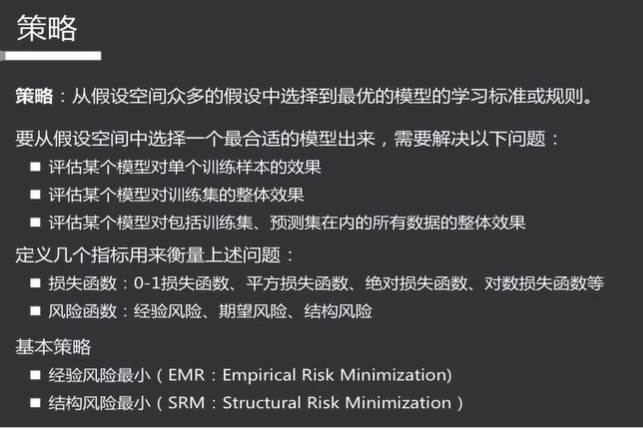 策略
策略：从假设空间众多的假设中选择到最优的模型的学习标准或规则。
要从假设空间中选择一个最合适的模型出来，需要解决以下问题：
■ 评估某个模型对单个训练样本的效果
■ 评估某个模型对训练集的整体效果
■ 评估某个模型对包括训练集、预测集在内的所有数据的整体效果
定义几个指标用来衡量上述问题：
■ 损失函数：0-1损失函数、平方损失函数、绝对损失函数、对数损失函数等
■ 风险函数：经验风险、期望风险、结构风险
基本策略
■ 经验风险最小（EMR：Empirical Risk Minimization)
■ 结构风险最小（SRM：Structural Risk Minimization）